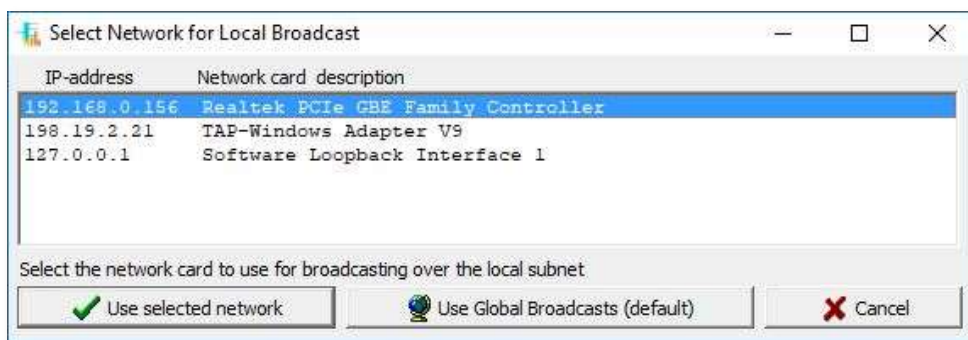 Select Network for Local Broadcast
IP-address Network card description
192.168.0.156 Realtek PCIe GBE Family Controller
198.19.2.21 TAP-Windows Adapter V9
127.0.0.1 Software Loopback Interface 1
Select the network card to use for broadcasting over the local subnet
Use selected network Use Global Broadcasts (default) Cancel